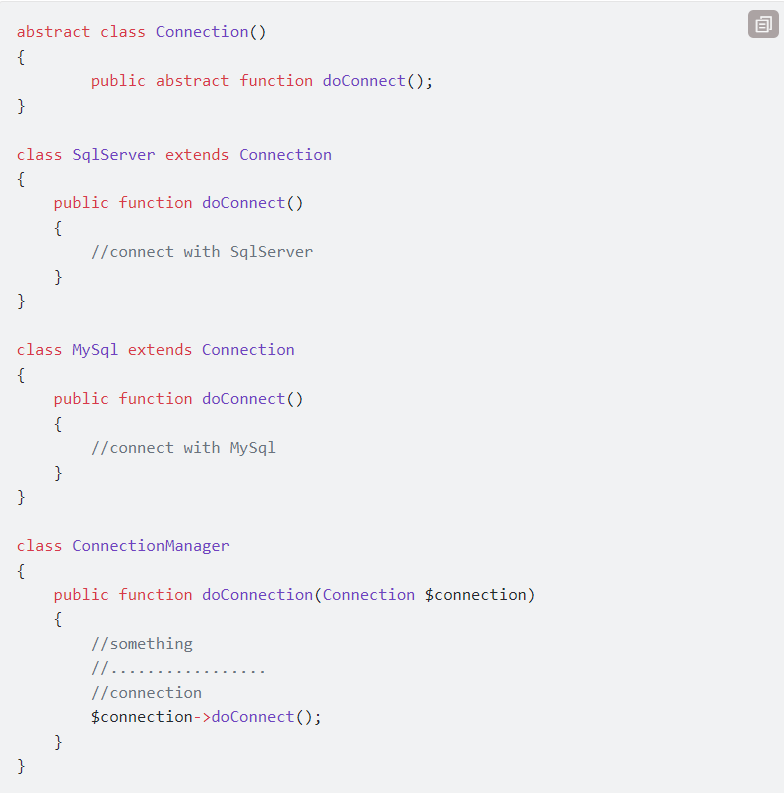 abstract class Connection()
{
        public abstract function doConnect();
}

class SqlServer extends Connection
{
    public function doConnect()
    {
        //connect with SqlServer
    }
}

class MySql extends Connection
{
    public function doConnect()
    {
        //connect with MySql
    }
}

class ConnectionManager
{
    public function doConnection(Connection $connection)
    {
        //something
        //.................
        //connection
        $connection->doConnect();
    }
}